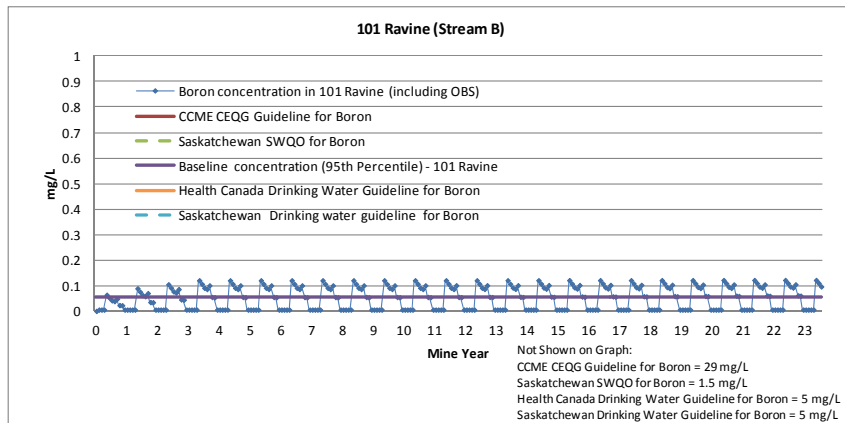 101 Ravine (Stream B)
1
0.9
0.8
0.7
0.6
0.5
0.4
0.3
0.2
0.1
0
mg/L
Boron concentration in 101 Ravine (including OBS)
CCME CEQG Guideline for Boron
Saskatchewan SWQO for Boron
Baseline concentration (95th Percentile) - 101 Ravine
Health Canada Drinking Water Guideline for Boron
Saskatchewan Drinking water guideline for Boron
0 1 2 3 4 5 6 7 8 9 10 11 12 13 14 15 16 17 18 19 20 21 22 23
Mine Year
Not Shown on Graph:
CCME CEQG Guideline for Boron = 29 mg/L
Saskatchewan SWQO for Boron = 1.5 mg/L
Health Canada Drinking Water Guideline for Boron = 5 mg/L
Saskatchewan Drinking Water Guideline for Boron = 5 mg/L